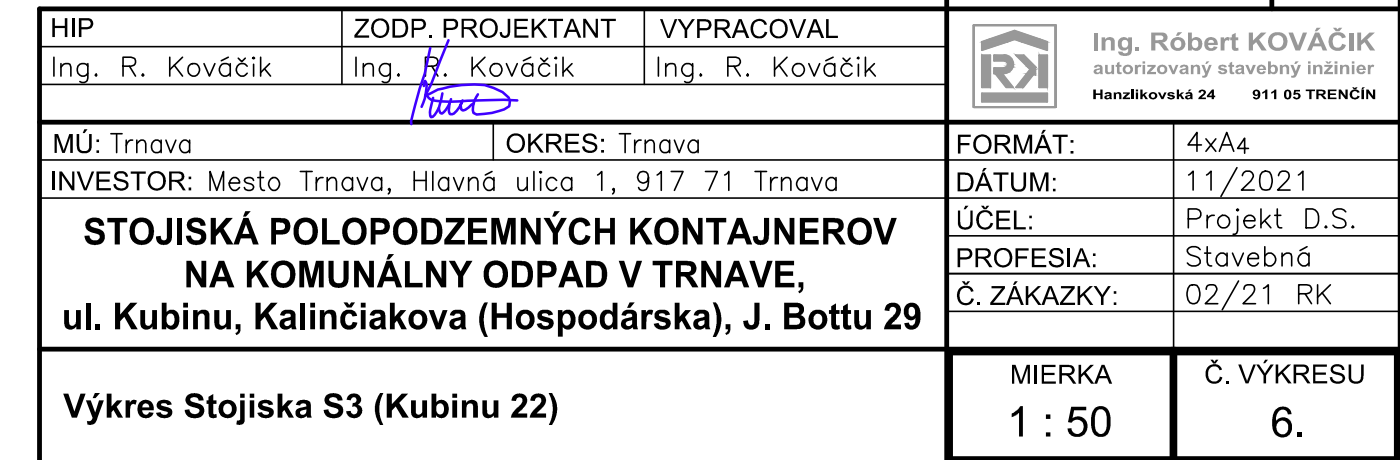 HIP ZODP. PROJEKTANT VYPRACOVAL
Ing. R. Kováčik Ing. R. Kováčik Ing. R. Kováčik
RK
Ing. Róbert KOVÁČIK
autorizovaný stavebný inžinier
Hanzlikovská 24 911 05 TRENČÍN
MÚ: Trnava OKRES: Trnava
INVESTOR: Mesto Trnava, Hlavná ulica 1, 917 71 Trnava
STOJISKÁ POLOPODZEMNÝCH KONTAJNEROV
NA KOMUNÁLNY ODPAD V TRNAVE,
ul. Kubinu, Kalinčiakova (Hospodárska), J. Bottu 29
FORMÁT: 4xA4
DÁTUM: 11/2021
ÚČEL: Projekt D.S.
PROFESIA: Stavebná
Č. ZÁKAZKY: 02/21 RK
Výkres Stojiska S3 (Kubinu 22)
MIERKA
1 : 50
Č. VÝKRESU
6.